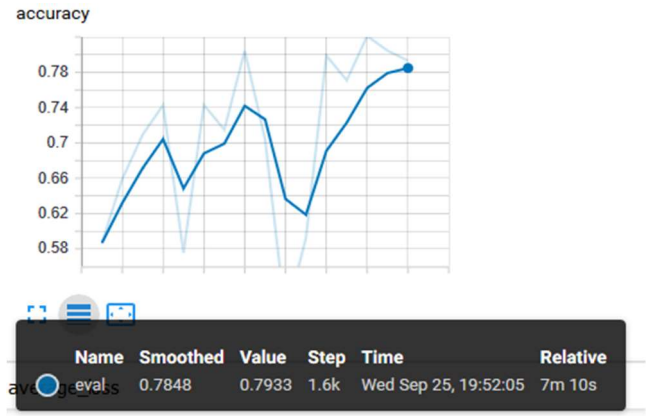 accuracy
0.78
0.74
0.7
0.66
0.62
0.58
Name Smoothed Value Step Time Relative
eval 0.7848 0.7933 1.6k Wed Sep 25, 19:52:05 7m 10s
average_loss